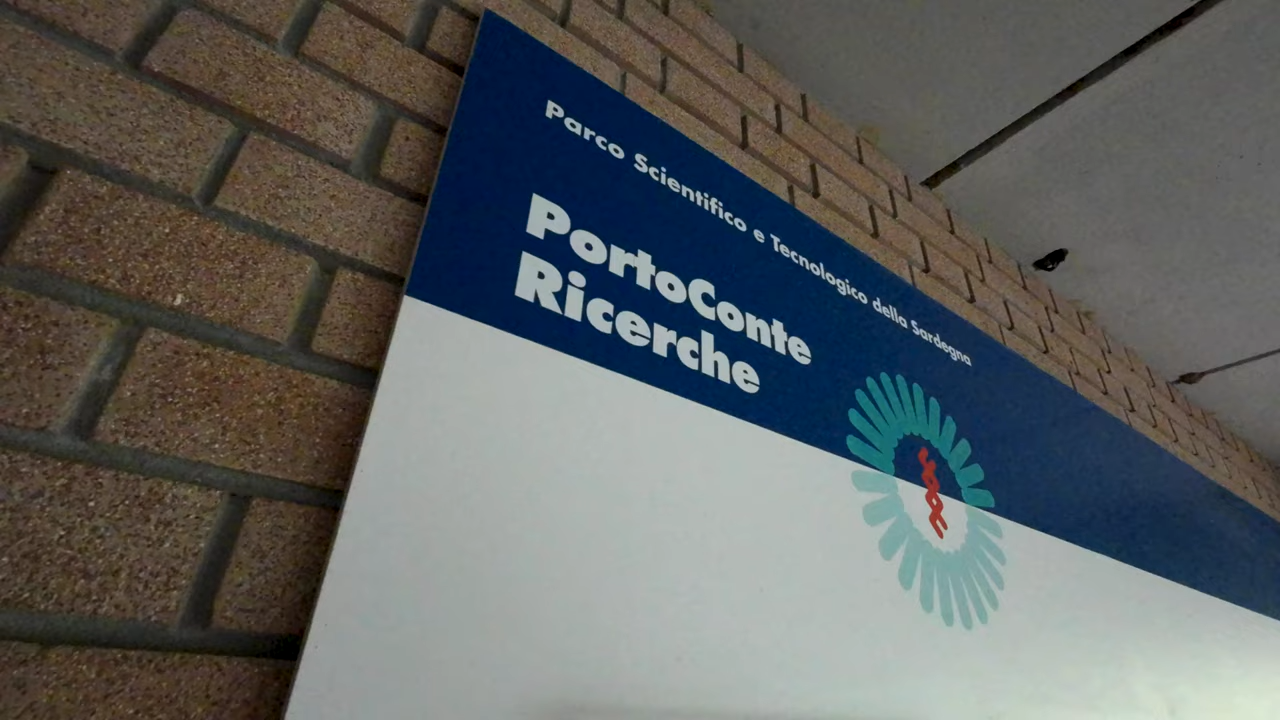 Parco Scientifico e Tecnologico della Sardegna
PortoConte
Ricerche